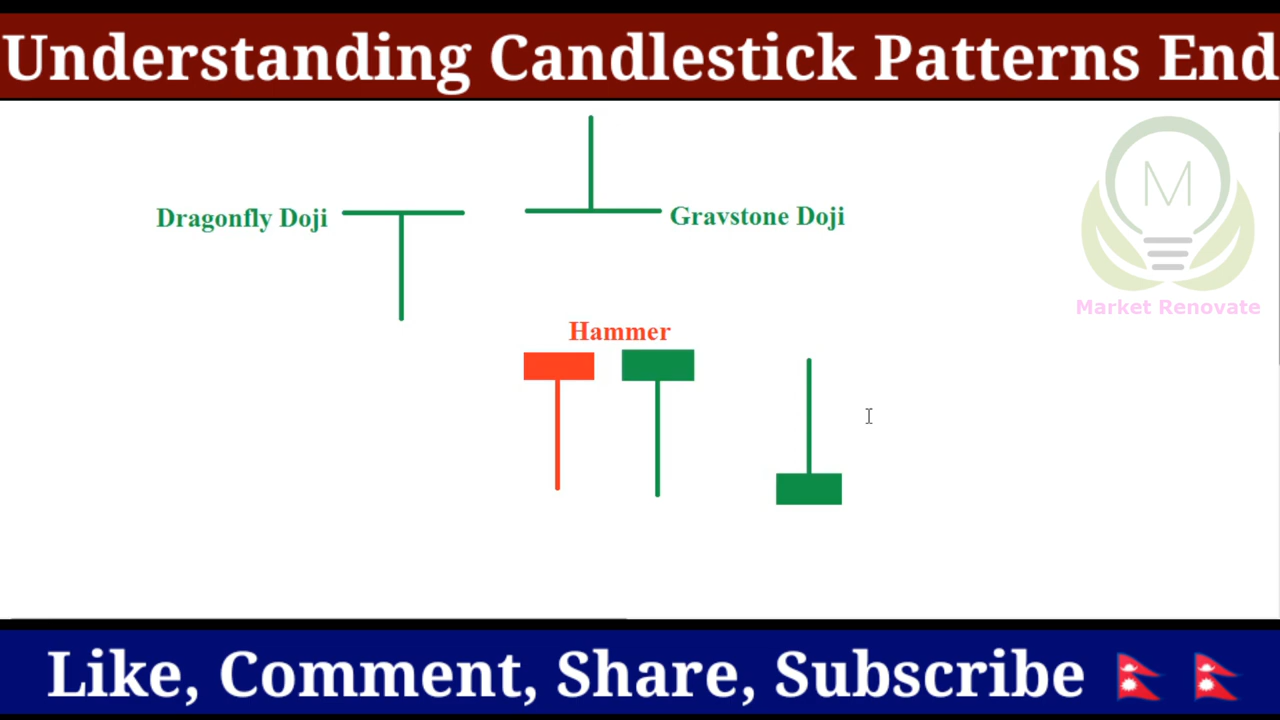 Understanding Candlestick Patterns End
M
Dragonfly Doji
Gravstone Doji
Market Renovate
Hammer
Like, Comment, Share, Subscribe 🇳🇵 🇳🇵